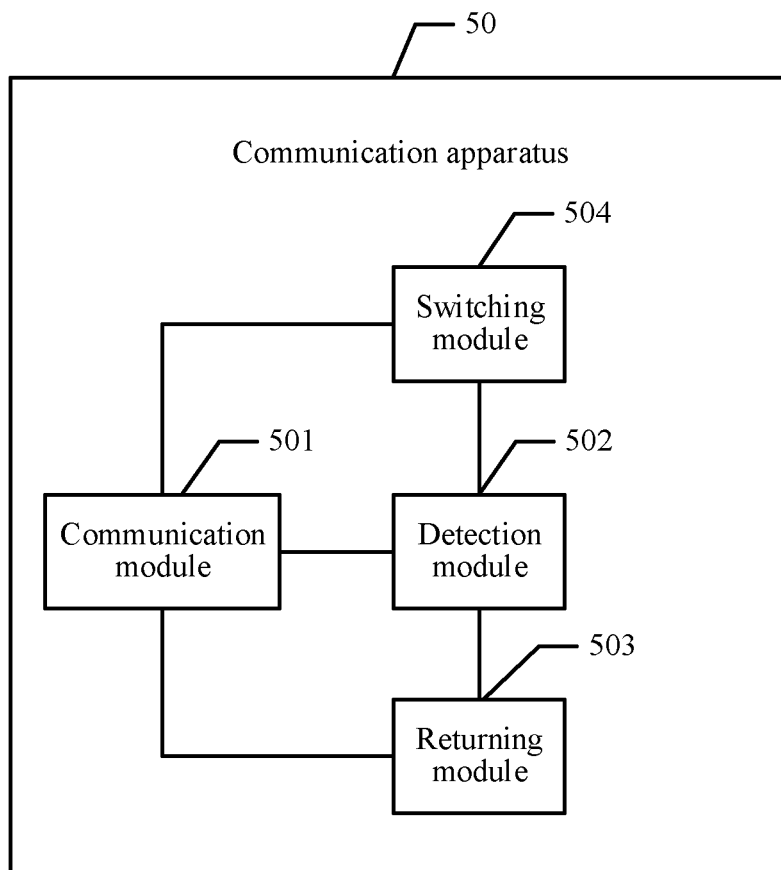 50
Communication apparatus
504
Switching
module
501
502
Communication
module
Detection
module
503
Returning
module